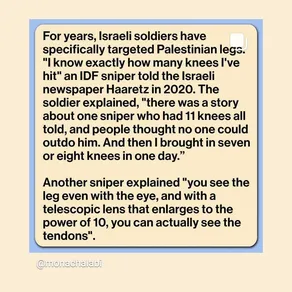 For years, Israeli soldiers have
specifically targeted Palestinian legs.
"I know exactly how many knees I've
hit" an IDF sniper told the Israeli
newspaper Haaretz in 2020. The
soldier explained, "there was a story
about one sniper who had 11 knees all
told, and people thought no one could
outdo him. And then I brought in seven
or eight knees in one day.”
Another sniper explained "you see the
leg even with the eye, and with a
telescopic lens that enlarges to the
power of 10, you can actually see the
tendons".
@monachalabi